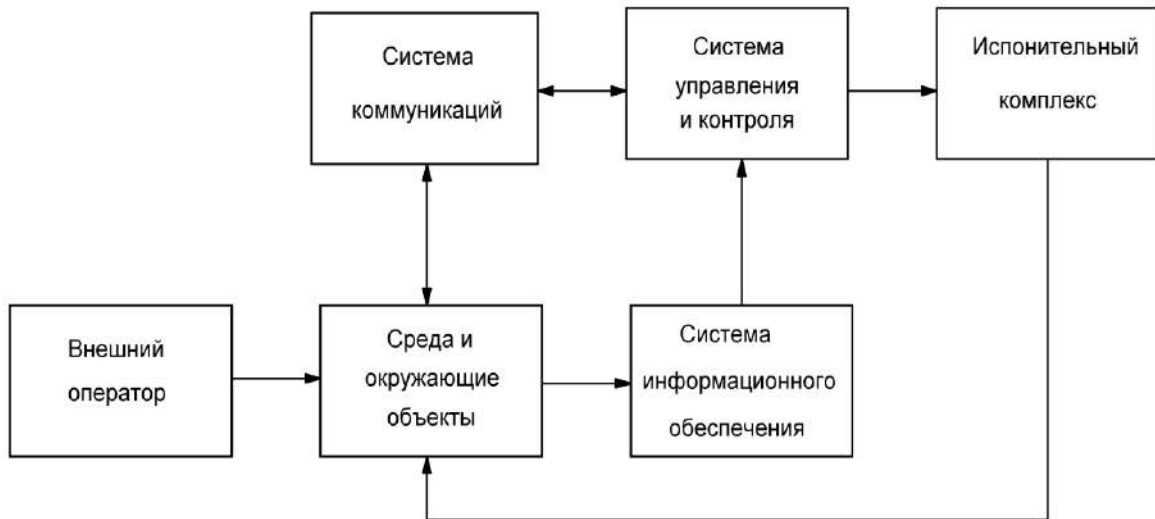 Система
коммуникаций
Система
управления
и контроля
Испонительный
комплекс
Внешний
оператор
Среда и
окружающие
объекты
Система
информационного
обеспечения